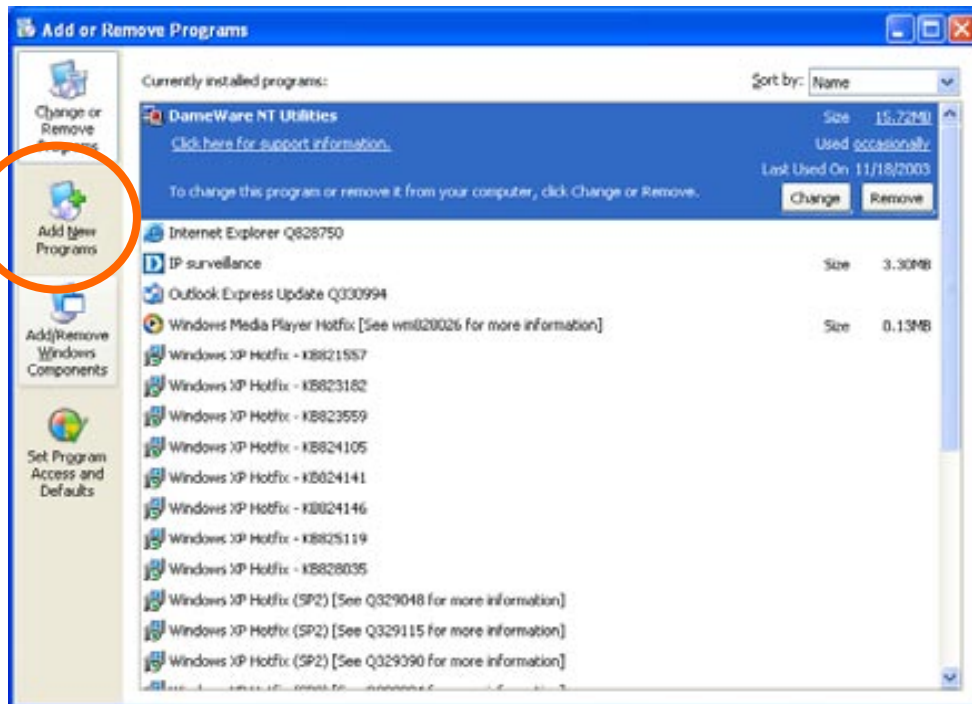 Add or Remove Programs
Change or
Remove
Programs
Add New
Programs
Add/Remove
Windows
Components
Set Program
Access and
Defaults
Currently installed programs:
Sort by: Name
DameWare NT Utilities Size 15.72MB
Click here for support information. Used occasionally
Last Used On 11/18/2003
To change this program or remove it from your computer, click Change or Remove. Change Remove
Internet Explorer Q828750
IP surveillance Size 3.30MB
Outlook Express Update Q330994
Windows Media Player Hotfix [See wm828026 for more information] Size 0.13MB
Windows XP Hotfix - KB821557
Windows XP Hotfix - KB823182
Windows XP Hotfix - KB823559
Windows XP Hotfix - KB824105
Windows XP Hotfix - KB824141
Windows XP Hotfix - KB824146
Windows XP Hotfix - KB825119
Windows XP Hotfix - KB828035
Windows XP Hotfix (SP2) [See Q329048 for more information]
Windows XP Hotfix (SP2) [See Q329115 for more information]
Windows XP Hotfix (SP2) [See Q329390 for more information]